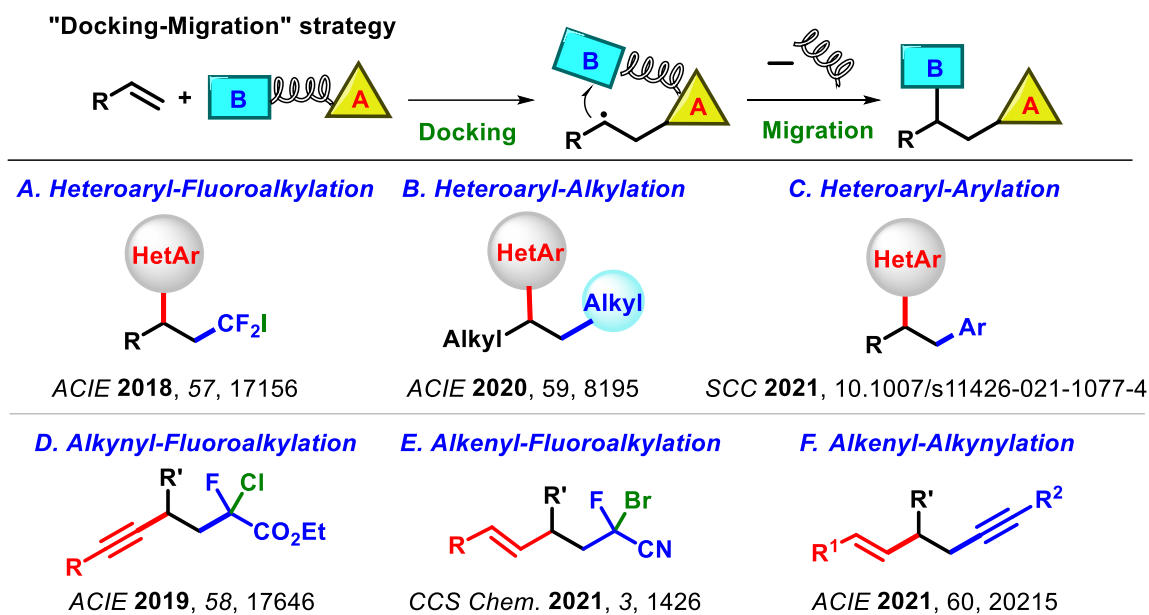 "Docking-Migration" strategy
R + B A Docking B A R Migration B A R
A. Heteroaryl-Fluoroalkylation B. Heteroaryl-Alkylation C. Heteroaryl-Arylation
HetAr HetAr HetAr
R CF₂I Alkyl Alkyl R Ar
ACIE 2018, 57, 17156 ACIE 2020, 59, 8195 SCC 2021, 10.1007/s11426-021-1077-4
D. Alkynyl-Fluoroalkylation E. Alkenyl-Fluoroalkylation F. Alkenyl-Alkynylation
R' F Cl R' F Br R' R²
R CO₂Et R CN R¹
ACIE 2019, 58, 17646 CCS Chem. 2021, 3, 1426 ACIE 2021, 60, 20215